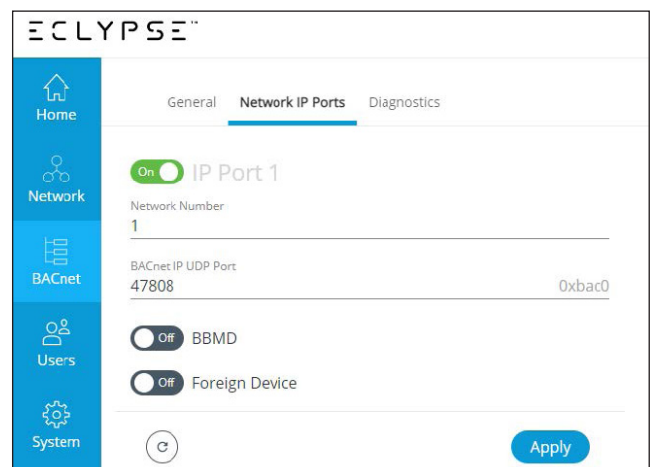 ECLYPSE™
Home
Network
BACnet
Users
System
General Network IP Ports Diagnostics
On IP Port 1
Network Number
1
BACnet IP UDP Port
47808 0xbac0
Off BBMD
Off Foreign Device
Apply